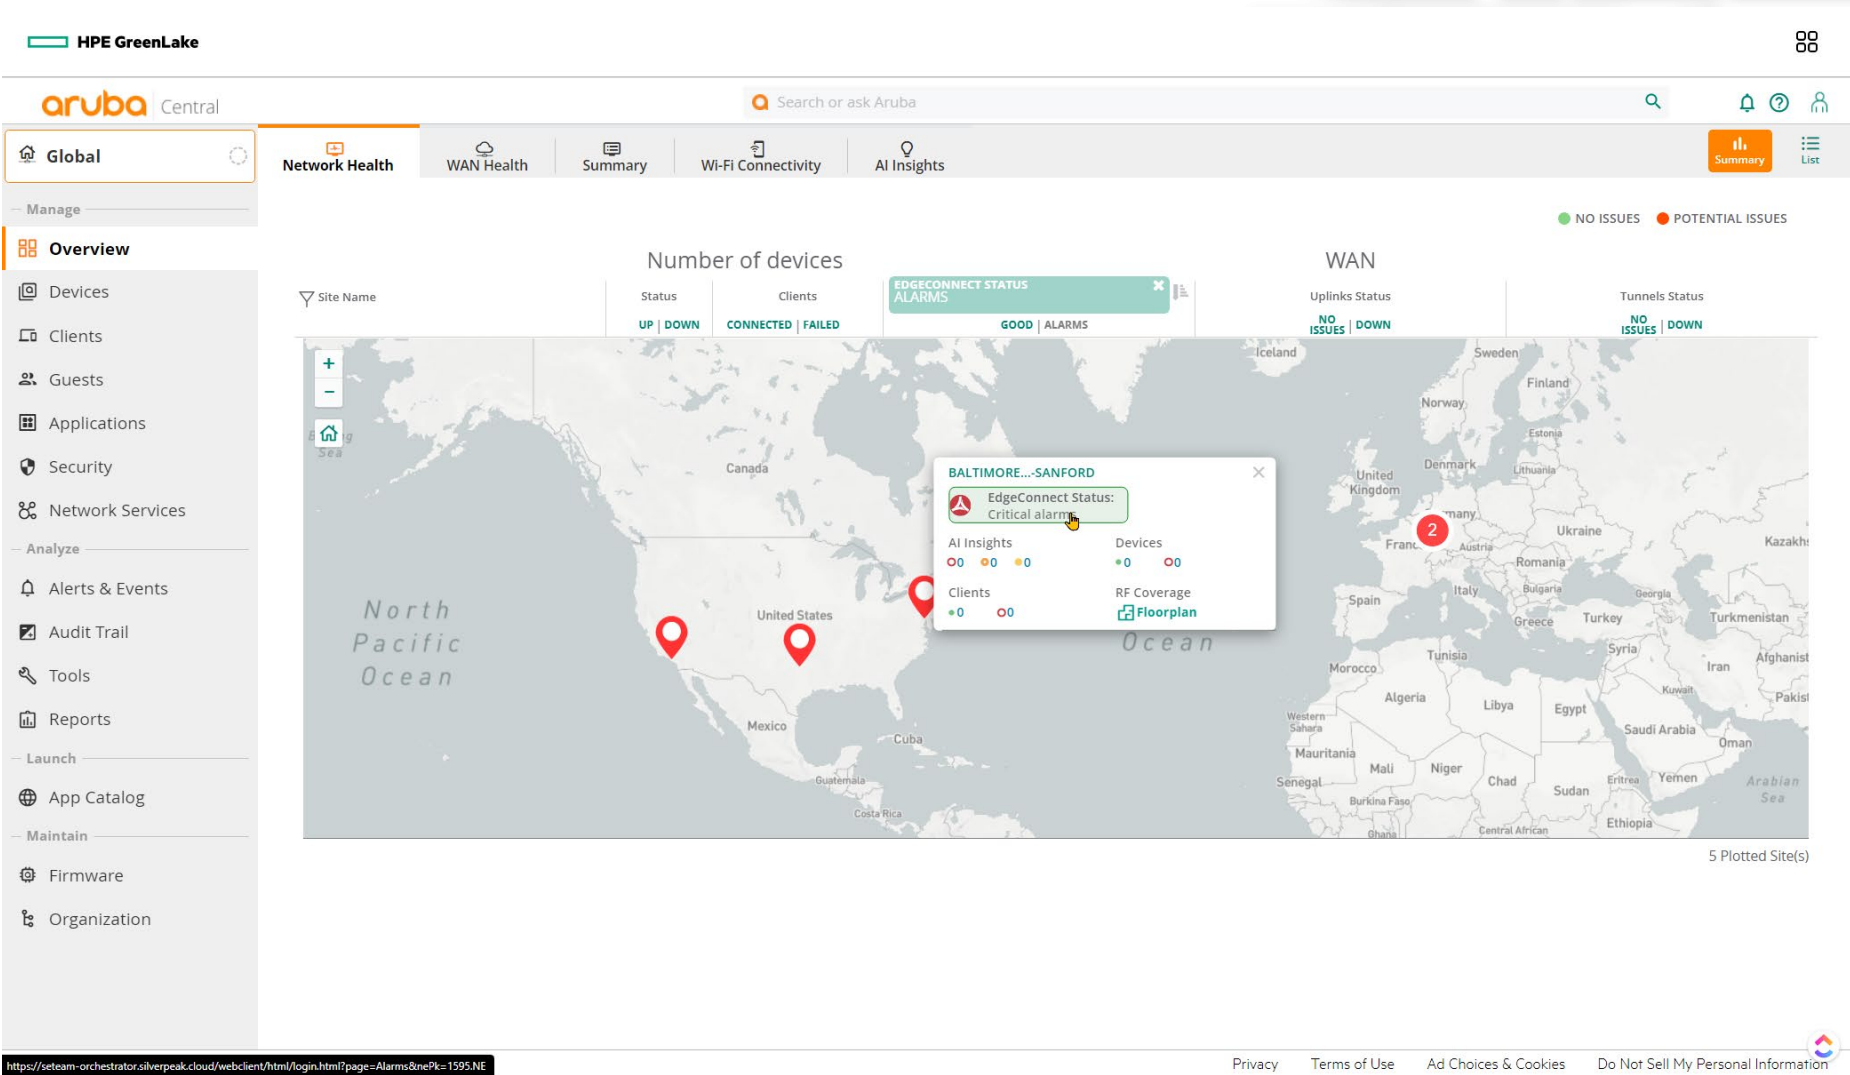 HPE GreenLake
aruba Central
Search or ask Aruba
Global
Network Health
WAN Health
Summary
Wi-Fi Connectivity
AI Insights
Summary
List
Manage
Overview
Devices
Clients
Guests
Applications
Security
Network Services
Analyze
Alerts & Events
Audit Trail
Tools
Reports
Launch
App Catalog
Maintain
Firmware
Organization
NO ISSUES POTENTIAL ISSUES
Number of devices
WAN
Site Name
Status
Clients
EDGECONNECT STATUS
ALARMS
Uplinks Status
Tunnels Status
UP | DOWN
CONNECTED | FAILED
GOOD | ALARMS
NO ISSUES | DOWN
NO ISSUES | DOWN
+
−
Iceland
Sweden
Finland
Norway
Estonia
Denmark
Lithuania
United Kingdom
Canada
Sea
BALTIMORE...-SANFORD
EdgeConnect Status:
Critical alarms
AI Insights
0 0 0
Devices
0 0
Clients
0 0
RF Coverage
Floorplan
2
Ukraine
Austria
Kazakhs
Romania
Spain
Italy
Bulgaria
Georgia
Greece
Turkey
Turkmenistan
North Pacific Ocean
United States
Ocean
Tunisia
Syria
Iran
Afghanist
Morocco
Algeria
Libya
Egypt
Kuwait
Pakist
Western Sahara
Saudi Arabia
Oman
Mexico
Cuba
Mauritania
Mali
Niger
Chad
Sudan
Eritrea
Yemen
Arabian Sea
Senegal
Burkina Faso
Guatemala
Costa Rica
Ghana
Central African
Ethiopia
5 Plotted Site(s)
https://seteam-orchestrator.silverpeak.cloud/webclient/html/login.html?page=Alarms&nePk=1595.NE
Privacy Terms of Use Ad Choices & Cookies Do Not Sell My Personal Information